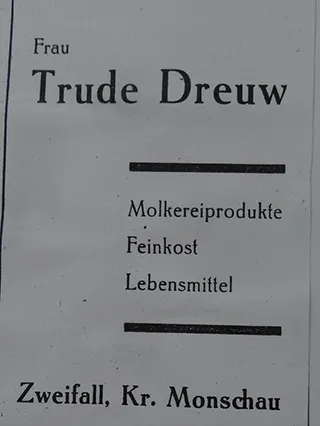 Frau
Trude Dreuw
Molkereiprodukte
Feinkost
Lebensmittel
Zweifall, Kr. Monschau